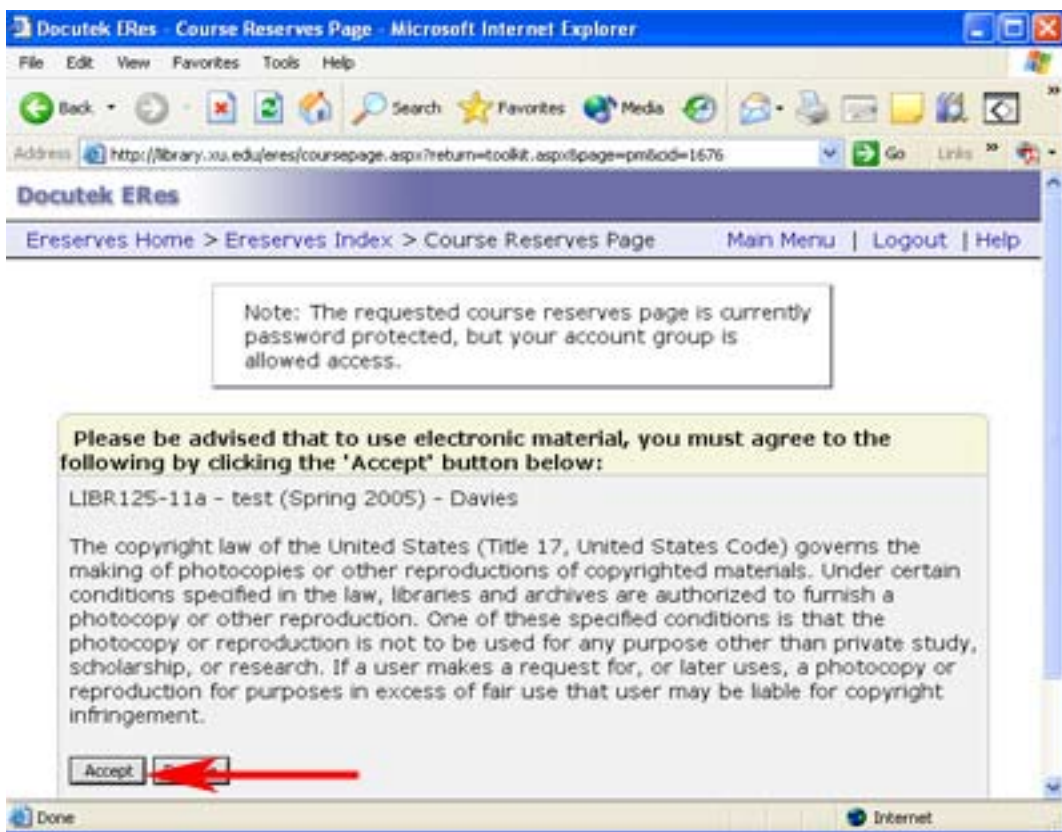 Docutek ERes - Course Reserves Page - Microsoft Internet Explorer
File Edit View Favorites Tools Help
Back Search Favorites Media
Address http://library.xu.edu/eres/coursepage.aspx?return=toolkit.aspx&page=pm&cid=1676 Go Links
Docutek ERes
Ereserves Home > Ereserves Index > Course Reserves Page Main Menu | Logout | Help
Note: The requested course reserves page is currently
password protected, but your account group is
allowed access.
Please be advised that to use electronic material, you must agree to the
following by clicking the 'Accept' button below:
LIBR125-11a - test (Spring 2005) - Davies
The copyright law of the United States (Title 17, United States Code) governs the
making of photocopies or other reproductions of copyrighted materials. Under certain
conditions specified in the law, libraries and archives are authorized to furnish a
photocopy or other reproduction. One of these specified conditions is that the
photocopy or reproduction is not to be used for any purpose other than private study,
scholarship, or research. If a user makes a request for, or later uses, a photocopy or
reproduction for purposes in excess of fair use that user may be liable for copyright
infringement.
Accept
Done Internet